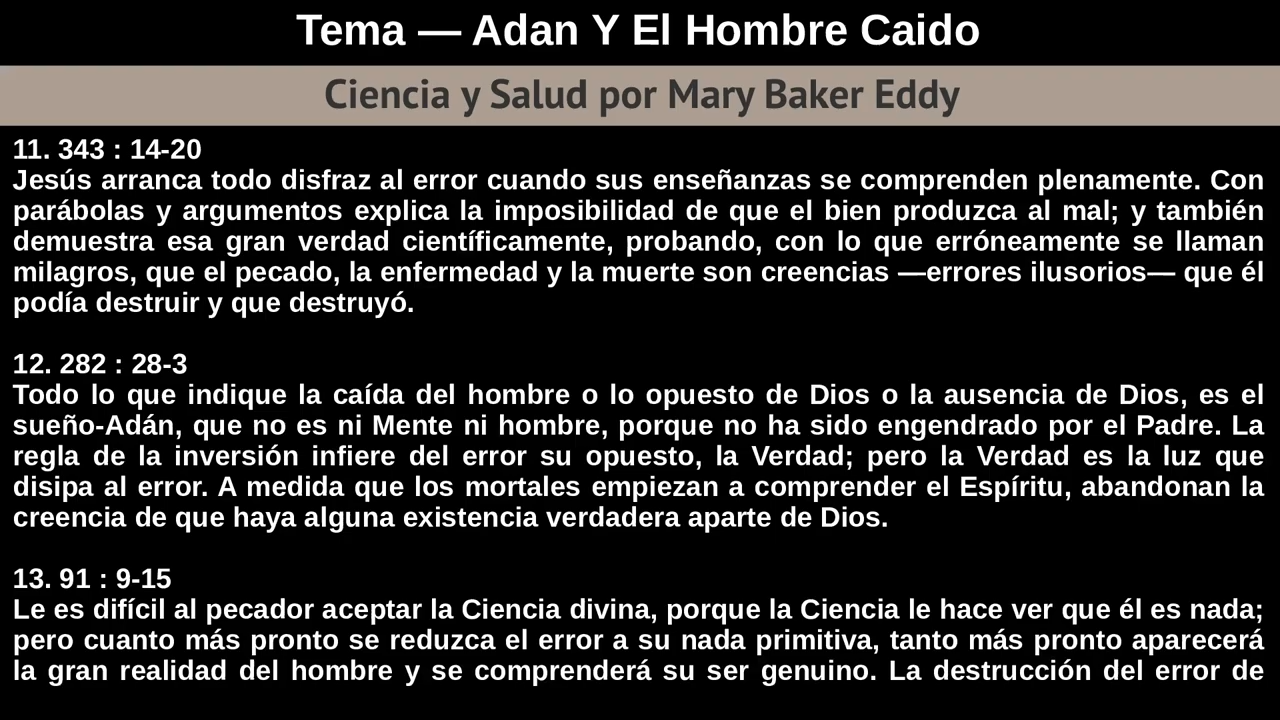 Tema — Adan Y El Hombre Caido
Ciencia y Salud por Mary Baker Eddy
11. 343 : 14-20
Jesús arranca todo disfraz al error cuando sus enseñanzas se comprenden plenamente. Con
parábolas y argumentos explica la imposibilidad de que el bien produzca al mal; y también
demuestra esa gran verdad científicamente, probando, con lo que erróneamente se llaman
milagros, que el pecado, la enfermedad y la muerte son creencias —errores ilusorios— que él
podía destruir y que destruyó.
12. 282 : 28-3
Todo lo que indique la caída del hombre o lo opuesto de Dios o la ausencia de Dios, es el
sueño-Adán, que no es ni Mente ni hombre, porque no ha sido engendrado por el Padre. La
regla de la inversión infiere del error su opuesto, la Verdad; pero la Verdad es la luz que
disipa al error. A medida que los mortales empiezan a comprender el Espíritu, abandonan la
creencia de que haya alguna existencia verdadera aparte de Dios.
13. 91 : 9-15
Le es difícil al pecador aceptar la Ciencia divina, porque la Ciencia le hace ver que él es nada;
pero cuanto más pronto se reduzca el error a su nada primitiva, tanto más pronto aparecerá
la gran realidad del hombre y se comprenderá su ser genuino. La destrucción del error de